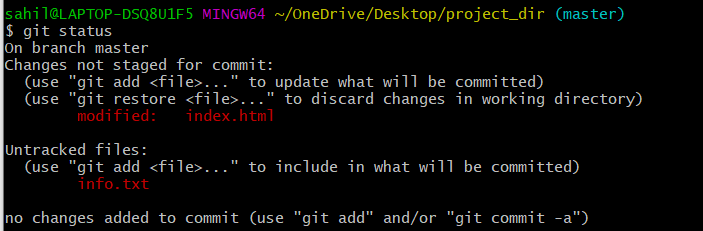 sahil@LAPTOP-DSQ8U1F5 MINGW64 ~/OneDrive/Desktop/project_dir (master)
$ git status
On branch master
Changes not staged for commit:
  (use "git add <file>..." to update what will be committed)
  (use "git restore <file>..." to discard changes in working directory)
        modified:   index.html

Untracked files:
  (use "git add <file>..." to include in what will be committed)
        info.txt

no changes added to commit (use "git add" and/or "git commit -a")